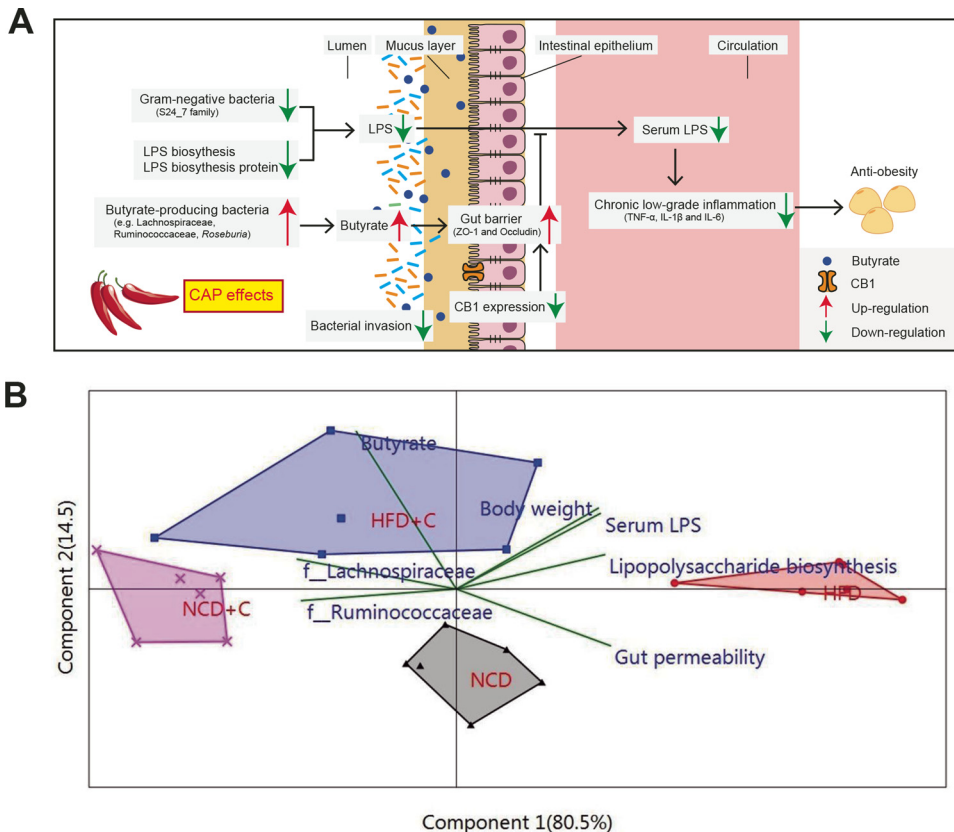 A
Lumen
Mucus layer
Intestinal epithelium
Circulation
Gram-negative bacteria
(S24_7 family)
LPS biosythesis
LPS biosythesis protein
LPS
Serum LPS
Butyrate-producing bacteria
(e.g. Lachnospiraceae,
Ruminococcaceae, Roseburia)
Butyrate
Gut barrier
(ZO-1 and Occludin)
Chronic low-grade inflammation
(TNF-α, IL-1β and IL-6)
Anti-obesity
CAP effects
Bacterial invasion
CB1 expression
Butyrate
CB1
Up-regulation
Down-regulation
B
Component 2(14.5)
Butyrate
HFD+C
Body weight
Serum LPS
f__Lachnospiraceae
Lipopolysaccharide biosynthesis
NCD+C
f__Ruminococcaceae
HFD
NCD
Gut permeability
Component 1(80.5%)